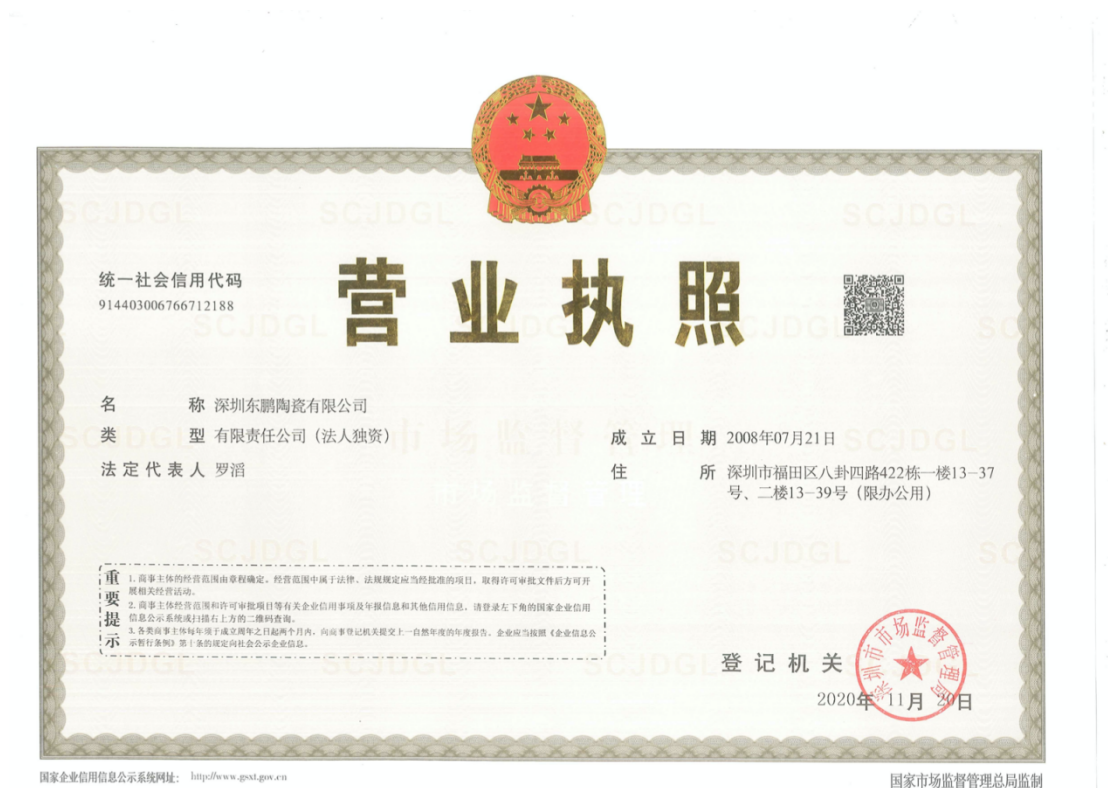 统一社会信用代码
914403006766712188
营业执照
名称 深圳东鹏陶瓷有限公司
类型 有限责任公司（法人独资）
法定代表人 罗滔
成立日期 2008年07月21日
住所 深圳市福田区八卦四路422栋一楼13-37
号、二楼13-39号（限办公用）
重要提示
1. 商事主体的经营范围由章程确定。经营范围中属于法律、法规规定应当经批准的项目，取得许可审批文件后方可开
展相关经营活动。
2. 商事主体经营范围和许可审批项目等有关企业信用事项及年报信息和其他信用信息，请登录左下角的国家企业信用
信息公示系统或扫描右上方的二维码查询。
3. 各类商事主体每年须于成立周年之日起两个月内，向商事登记机关提交上一自然年度的年度报告。企业应当按照《企业信息公
示暂行条例》第十条的规定向社会公示企业信息。
登记机关
深圳市市场监督管理局
2020年11月20日
国家企业信用信息公示系统网址： http://www.gsxt.gov.cn
国家市场监督管理总局监制
SCJDGL
市场监督管理